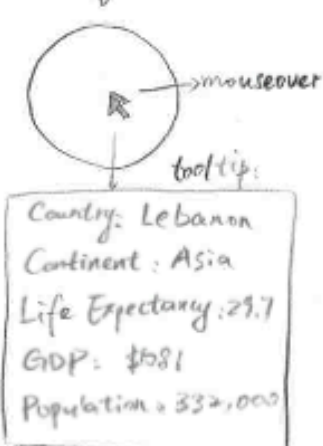 mouseover
tooltip:
Country: Lebanon
Continent: Asia
Life Expectancy: 29.7
GDP: $1581
Population: 332,000